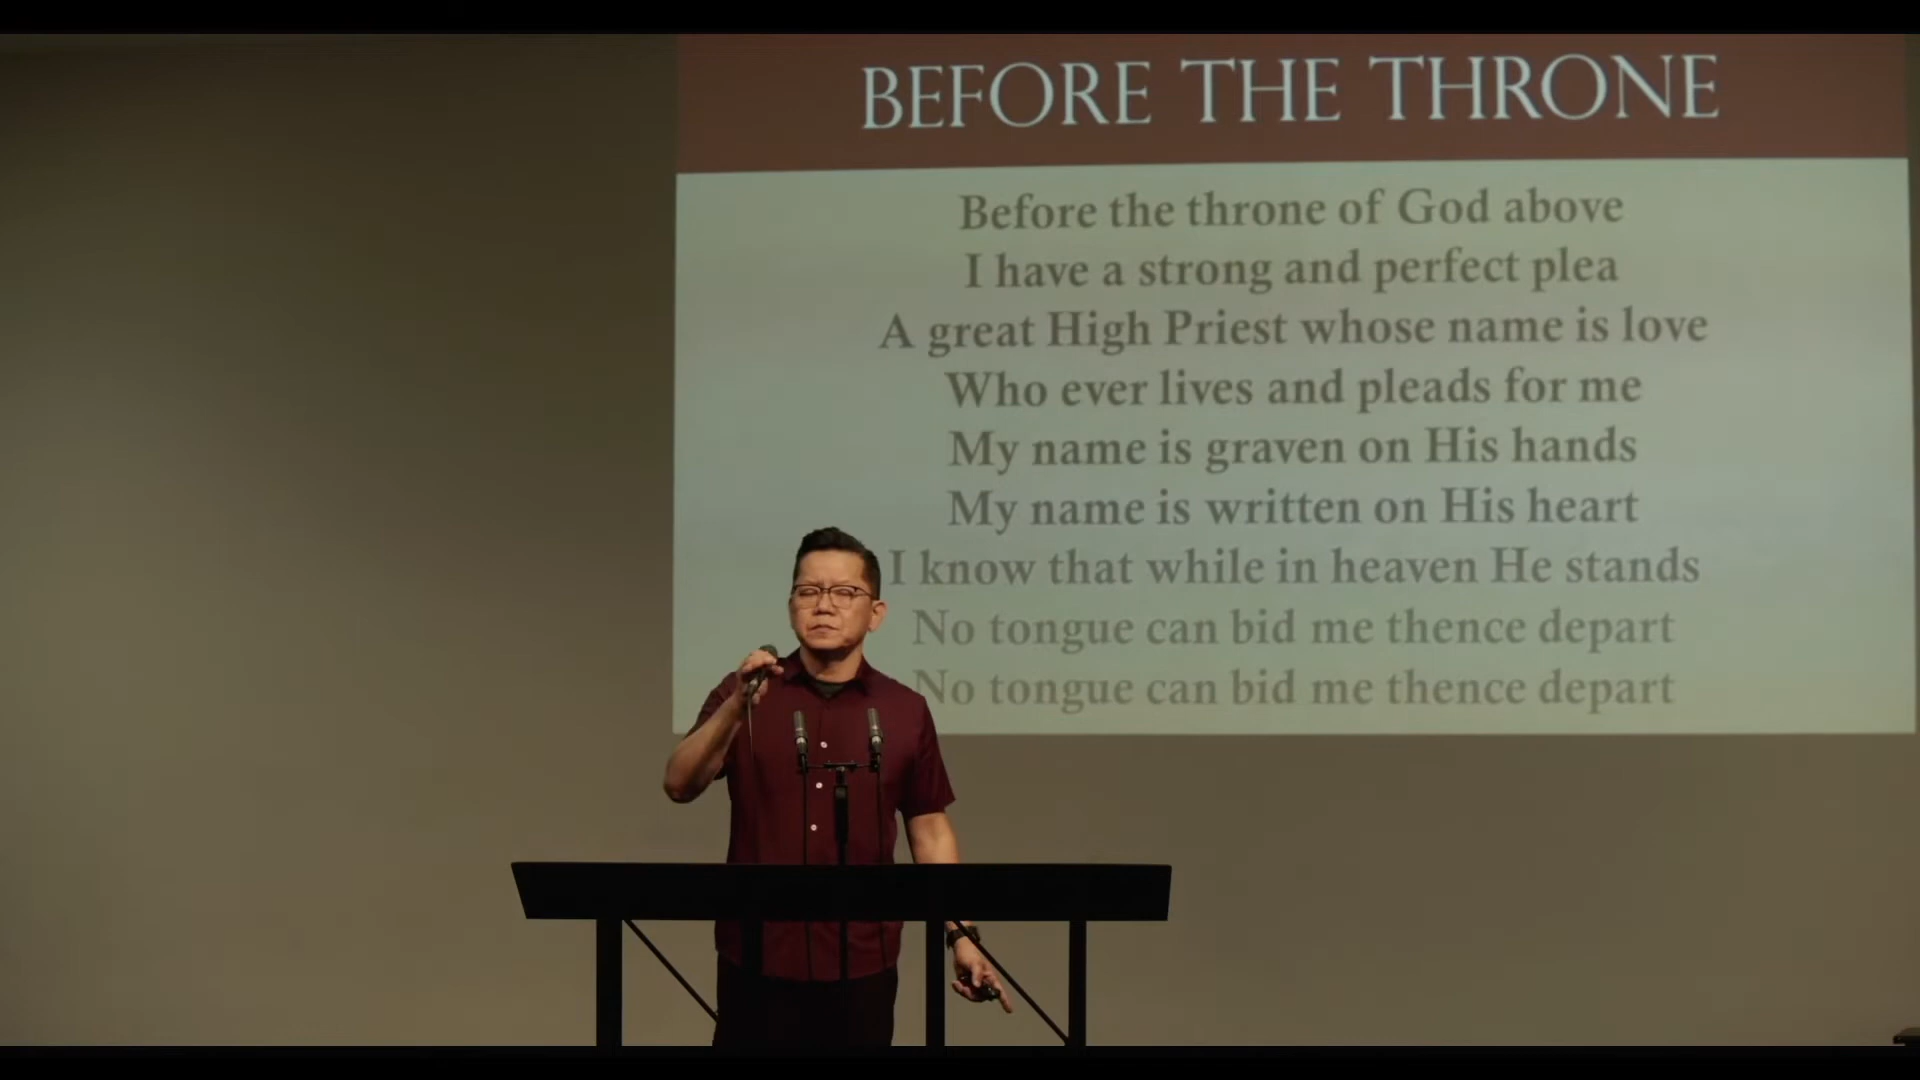 BEFORE THE THRONE
Before the throne of God above
I have a strong and perfect plea
A great High Priest whose name is love
Who ever lives and pleads for me
My name is graven on His hands
My name is written on His heart
I know that while in heaven He stands
No tongue can bid me thence depart
No tongue can bid me thence depart